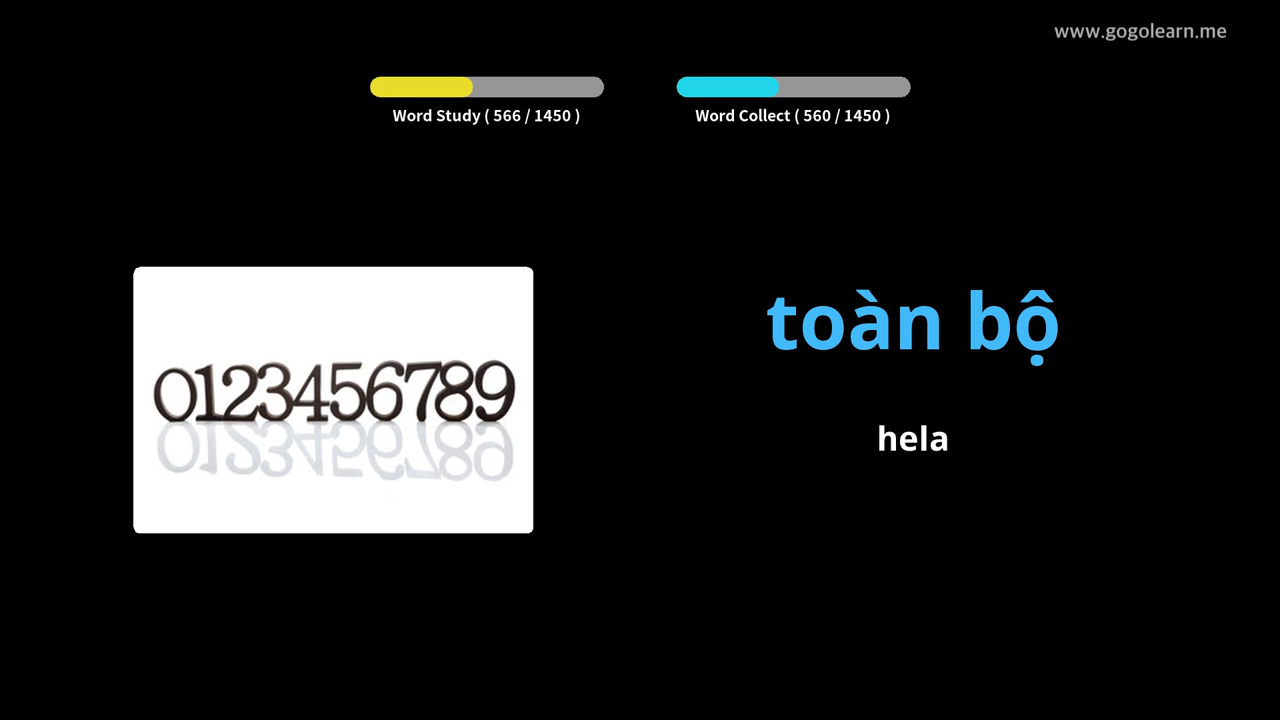 www.gogolearn.me
Word Study ( 566 / 1450 )
Word Collect ( 560 / 1450 )
0123456789
toàn bộ
hela